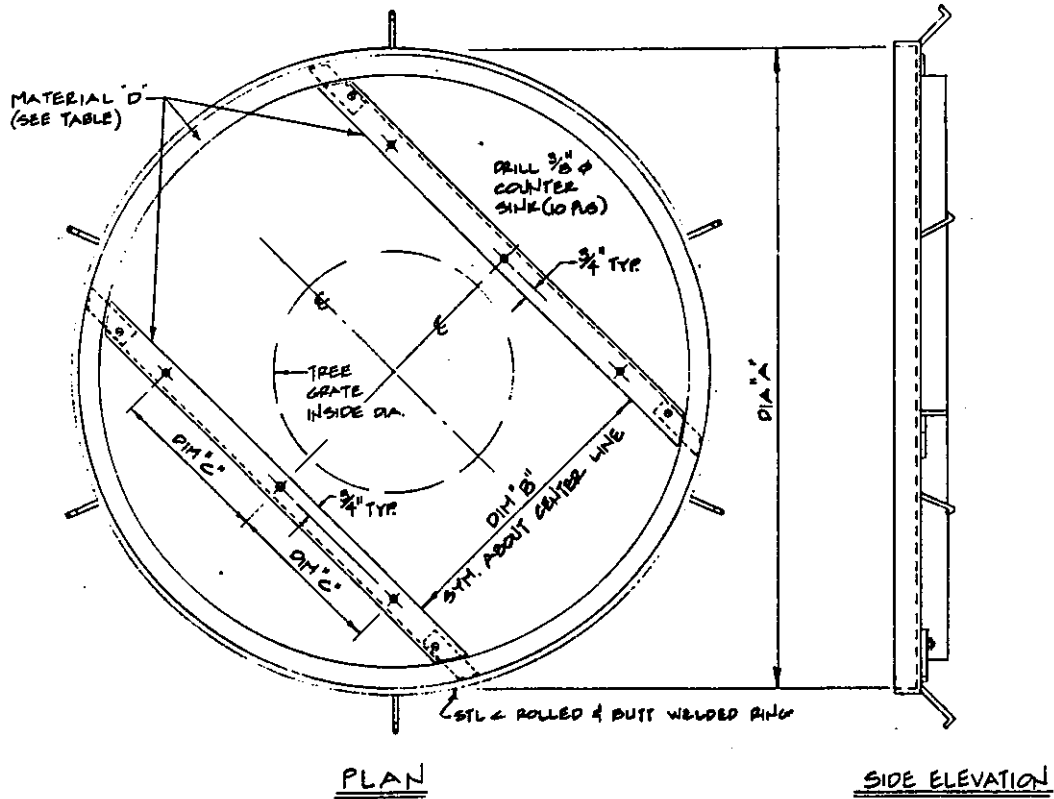 MATERIAL "D"
(SEE TABLE)
DRILL 3/8" ⌀
COUNTER
SINK (10 PLS)
3/4" TYP.
℄
℄
TREE
GRATE
INSIDE DIA.
DIM "C"
DIM "C"
3/4" TYP.
DIM "B"
SYM. ABOUT CENTER LINE
DIA "A"
STL ∠ ROLLED & BUTT WELDED RING
PLAN
SIDE ELEVATION